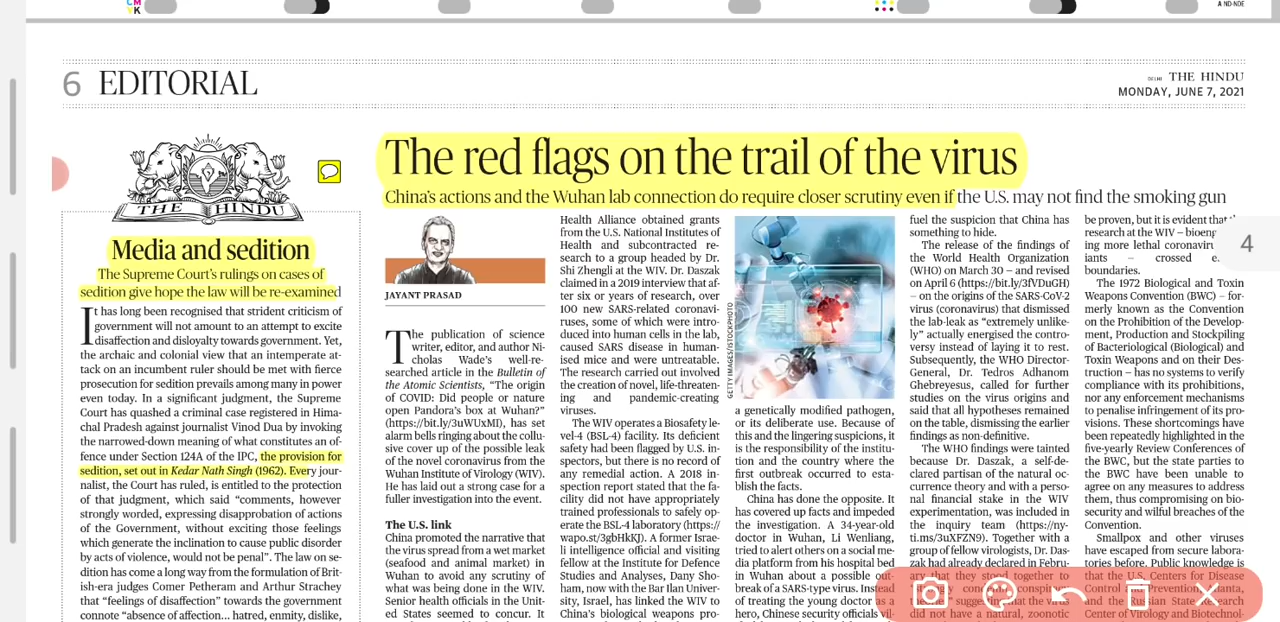 CM
YK
A ND-NDE
6 EDITORIAL
DELHI THE HINDU
MONDAY, JUNE 7, 2021
THE HINDU
Media and sedition
The Supreme Court's rulings on cases of
sedition give hope the law will be re-examined
It has long been recognised that strident criticism of
government will not amount to an attempt to excite
disaffection and disloyalty towards government. Yet,
the archaic and colonial view that an intemperate at-
tack on an incumbent ruler should be met with fierce
prosecution for sedition prevails among many in power
even today. In a significant judgment, the Supreme
Court has quashed a criminal case registered in Hima-
chal Pradesh against journalist Vinod Dua by invoking
the narrowed-down meaning of what constitutes an of-
fence under Section 124A of the IPC, the provision for
sedition, set out in Kedar Nath Singh (1962). Every jour-
nalist, the Court has ruled, is entitled to the protection
of that judgment, which said "comments, however
strongly worded, expressing disapprobation of actions
of the Government, without exciting those feelings
which generate the inclination to cause public disorder
by acts of violence, would not be penal". The law on se-
dition has come a long way from the formulation of Brit-
ish-era judges Comer Petheram and Arthur Strachey
that "feelings of disaffection" towards the government
connote "absence of affection... hatred, enmity, dislike,
The red flags on the trail of the virus
China's actions and the Wuhan lab connection do require closer scrutiny even if the U.S. may not find the smoking gun
JAYANT PRASAD
The publication of science
writer, editor, and author Ni-
cholas Wade's well-re-
searched article in the Bulletin of
the Atomic Scientists, "The origin
of COVID: Did people or nature
open Pandora's box at Wuhan?"
(https://bit.ly/3uWUxMI), has set
alarm bells ringing about the collu-
sive cover up of the possible leak
of the novel coronavirus from the
Wuhan Institute of Virology (WIV).
He has laid out a strong case for a
fuller investigation into the event.
The U.S. link
China promoted the narrative that
the virus spread from a wet market
(seafood and animal market) in
Wuhan to avoid any scrutiny of
what was being done in the WIV.
Senior health officials in the Unit-
ed States seemed to concur. It
Health Alliance obtained grants
from the U.S. National Institutes of
Health and subcontracted re-
search to a group headed by Dr.
Shi Zhengli at the WIV. Dr. Daszak
claimed in a 2019 interview that af-
ter six or years of research, over
100 new SARS-related coronavi-
ruses, some of which were intro-
duced into human cells in the lab,
caused SARS disease in human-
ised mice and were untreatable.
The research carried out involved
the creation of novel, life-threaten-
ing and pandemic-creating
viruses.
The WIV operates a Biosafety le-
vel-4 (BSL-4) facility. Its deficient
safety had been flagged by U.S. in-
spectors, but there is no record of
any remedial action. A 2018 in-
spection report stated that the fa-
cility did not have appropriately
trained professionals to safely op-
erate the BSL-4 laboratory (https://
wapo.st/3gbHkKJ). A former Israe-
li intelligence official and visiting
fellow at the Institute for Defence
Studies and Analyses, Dany Sho-
ham, now with the Bar Ilan Univer-
sity, Israel, has linked the WIV to
China's biological weapons pro-
GETTY IMAGES/ISTOCKPHOTO
a genetically modified pathogen,
or its deliberate use. Because of
this and the lingering suspicions, it
is the responsibility of the institu-
tion and the country where the
first outbreak occurred to esta-
blish the facts.
China has done the opposite. It
has covered up facts and impeded
the investigation. A 34-year-old
doctor in Wuhan, Li Wenliang,
tried to alert others on a social me-
dia platform from his hospital bed
in Wuhan about a possible out-
break of a SARS-type virus. Instead
of treating the young doctor as a
hero, Chinese security officials vil-
fuel the suspicion that China has
something to hide.
The release of the findings of
the World Health Organization
(WHO) on March 30 – and revised
on April 6 (https://bit.ly/3fVDuGH)
– on the origins of the SARS-CoV-2
virus (coronavirus) that dismissed
the lab-leak as "extremely unlike-
ly" actually energised the contro-
versy instead of laying it to rest.
Subsequently, the WHO Director-
General, Dr. Tedros Adhanom
Ghebreyesus, called for further
studies on the virus origins and
said that all hypotheses remained
on the table, dismissing the earlier
findings as non-definitive.
The WHO findings were tainted
because Dr. Daszak, a self-de-
clared partisan of the natural oc-
currence theory and with a perso-
nal financial stake in the WIV
experimentation, was included in
the inquiry team (https://ny-
ti.ms/3uXFZN9). Together with a
group of fellow virologists, Dr. Das-
zak had already declared in Febru-
ary that they stood together to
conspiracy
suggesting that the virus
did not have a natural, zoonotic
be proven, but it is evident that
research at the WIV – bioeng
ing more lethal coronavir
iants – crossed
boundaries.
The 1972 Biological and Toxin
Weapons Convention (BWC) – for-
merly known as the Convention
on the Prohibition of the Develop-
ment, Production and Stockpiling
of Bacteriological (Biological) and
Toxin Weapons and on their Des-
truction – has no systems to verify
compliance with its prohibitions,
nor any enforcement mechanisms
to penalise infringement of its pro-
visions. These shortcomings have
been repeatedly highlighted in the
five-yearly Review Conferences of
the BWC, but the state parties to
the BWC have been unable to
agree on any measures to address
them, thus compromising on bio-
security and wilful breaches of the
Convention.
Smallpox and other viruses
have escaped from secure labora-
tories before. Public knowledge is
that the U.S. Centers for Disease
Control and Prevention, Atlanta,
and the Russian State Research
Center of Virology and Biotechnol-
4